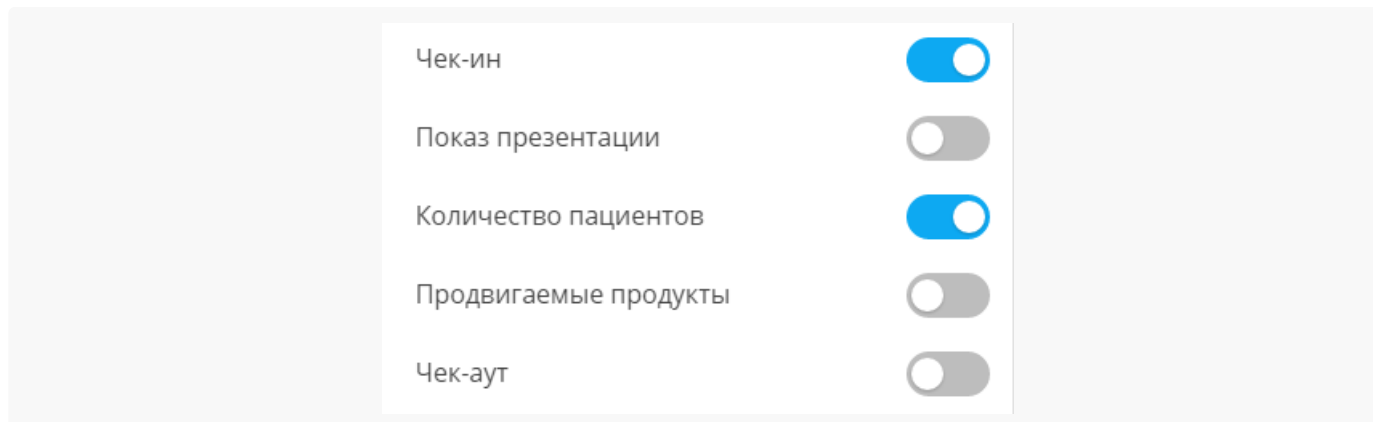 Чек-ин
Показ презентации
Количество пациентов
Продвигаемые продукты
Чек-аут